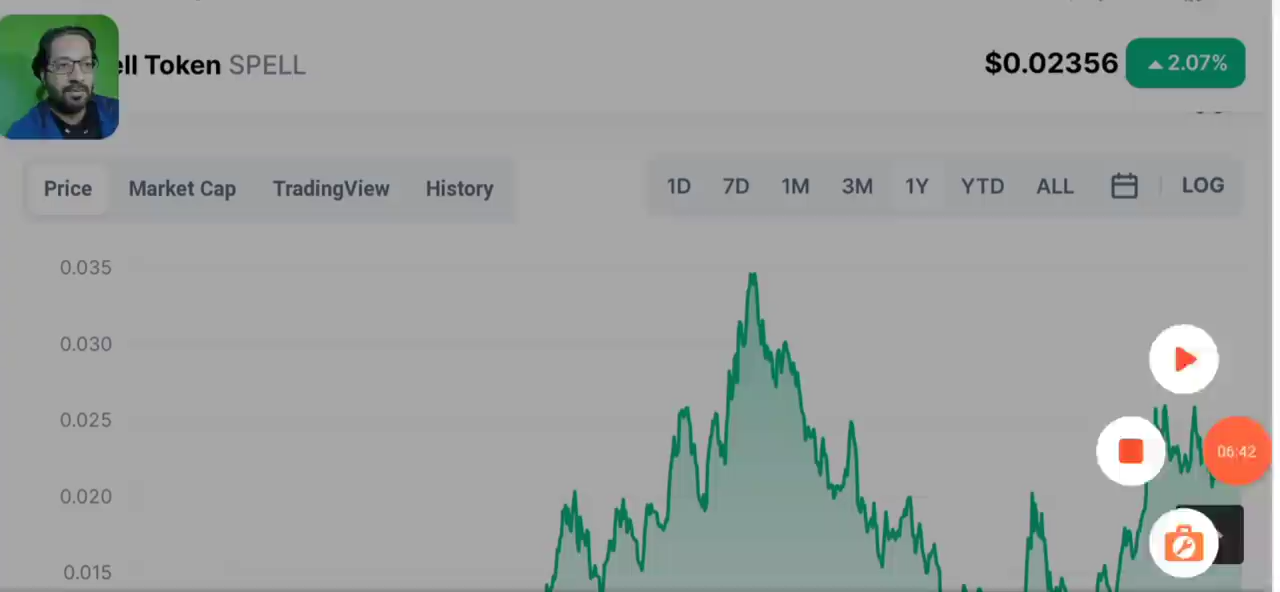 ell Token SPELL
$0.02356
2.07%
Price Market Cap TradingView History
1D 7D 1M 3M 1Y YTD ALL LOG
0.035
0.030
0.025
06:42
0.020
0.015